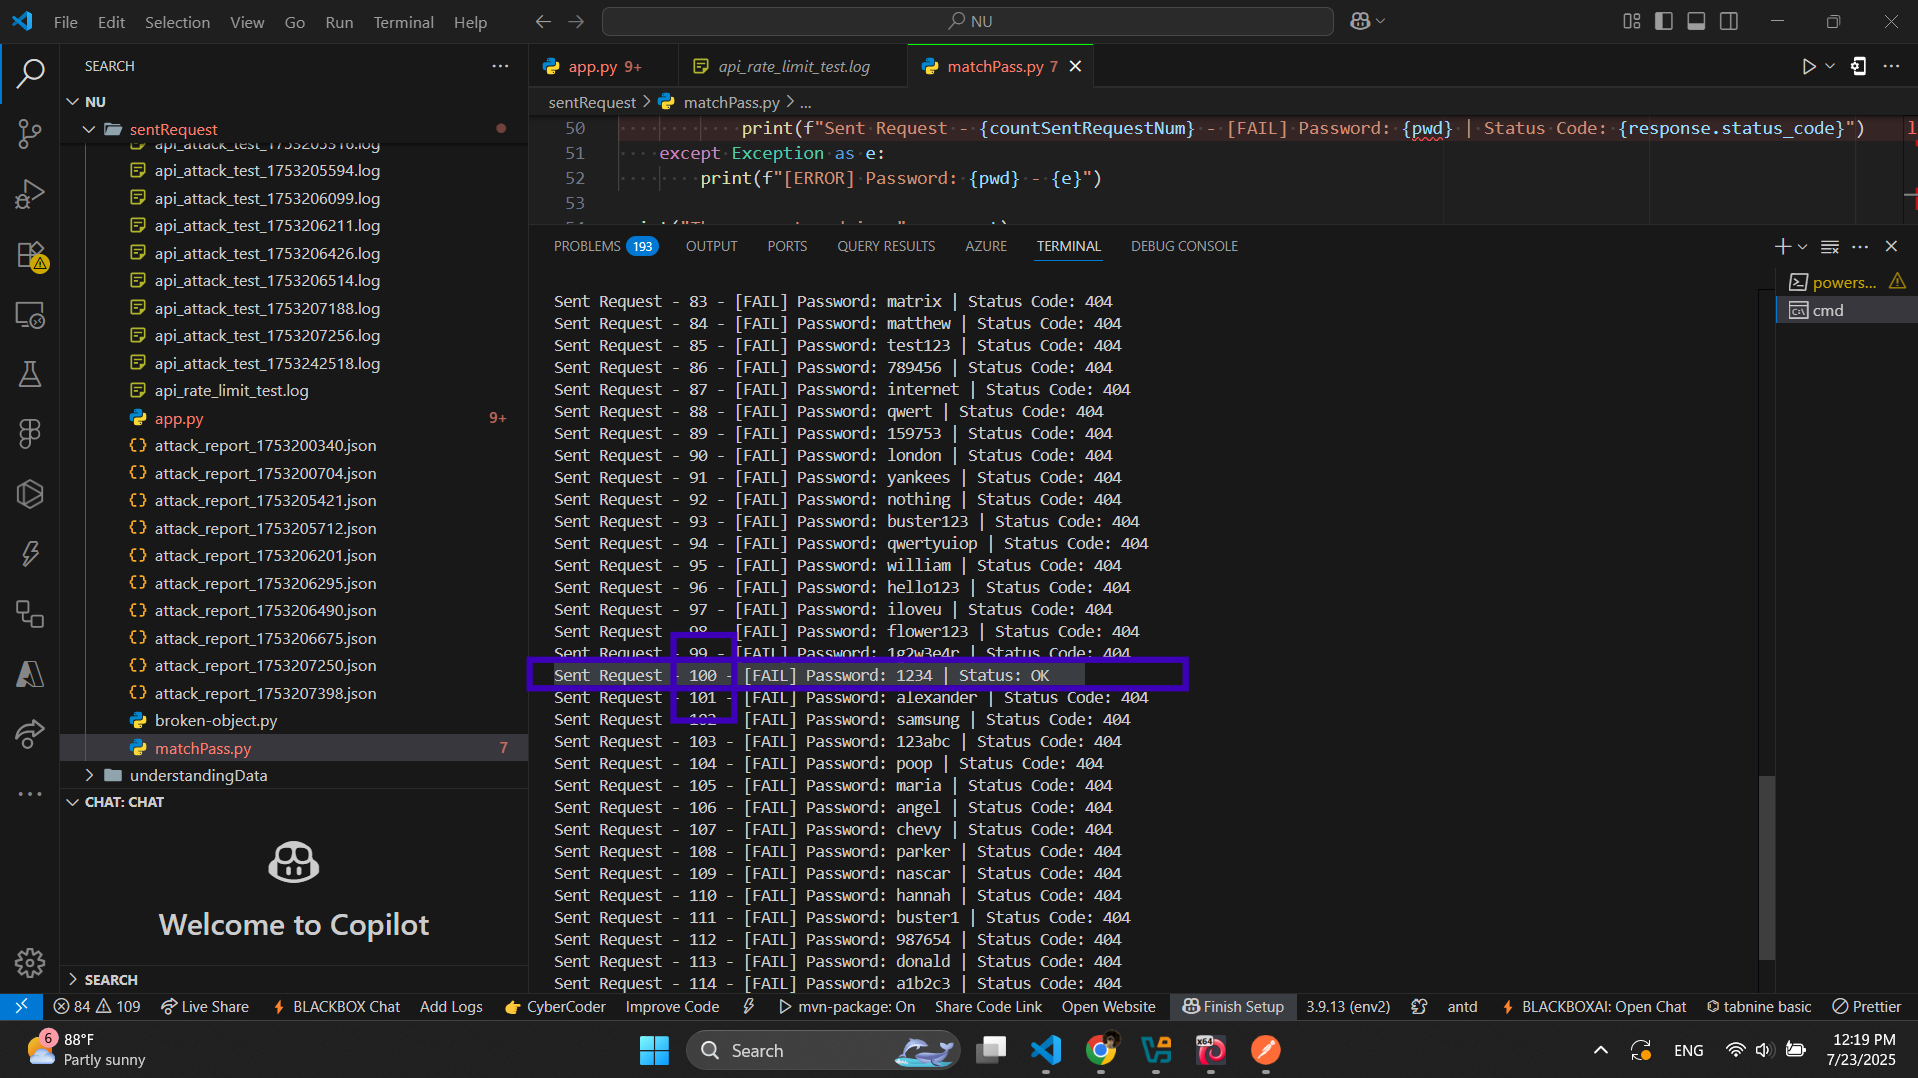 File Edit Selection View Go Run Terminal Help
NU
SEARCH
NU
sentRequest
api_attack_test_1753205316.log
api_attack_test_1753205594.log
api_attack_test_1753206099.log
api_attack_test_1753206211.log
api_attack_test_1753206426.log
api_attack_test_1753206514.log
api_attack_test_1753207188.log
api_attack_test_1753207256.log
api_attack_test_1753242518.log
api_rate_limit_test.log
app.py 9+
attack_report_1753200340.json
attack_report_1753200704.json
attack_report_1753205421.json
attack_report_1753205712.json
attack_report_1753206201.json
attack_report_1753206295.json
attack_report_1753206490.json
attack_report_1753206675.json
attack_report_1753207250.json
attack_report_1753207398.json
broken-object.py
matchPass.py 7
understandingData
CHAT: CHAT
Welcome to Copilot
SEARCH
app.py 9+ api_rate_limit_test.log matchPass.py 7
sentRequest > matchPass.py > ...
50 print(f"Sent Request - {countSentRequestNum} - [FAIL] Password: {pwd} | Status Code: {response.status_code}")
51 except Exception as e:
52 print(f"[ERROR] Password: {pwd} - {e}")
53
PROBLEMS 193 OUTPUT PORTS QUERY RESULTS AZURE TERMINAL DEBUG CONSOLE
powers...
cmd
Sent Request - 83 - [FAIL] Password: matrix | Status Code: 404
Sent Request - 84 - [FAIL] Password: matthew | Status Code: 404
Sent Request - 85 - [FAIL] Password: test123 | Status Code: 404
Sent Request - 86 - [FAIL] Password: 789456 | Status Code: 404
Sent Request - 87 - [FAIL] Password: internet | Status Code: 404
Sent Request - 88 - [FAIL] Password: qwert | Status Code: 404
Sent Request - 89 - [FAIL] Password: 159753 | Status Code: 404
Sent Request - 90 - [FAIL] Password: london | Status Code: 404
Sent Request - 91 - [FAIL] Password: yankees | Status Code: 404
Sent Request - 92 - [FAIL] Password: nothing | Status Code: 404
Sent Request - 93 - [FAIL] Password: buster123 | Status Code: 404
Sent Request - 94 - [FAIL] Password: qwertyuiop | Status Code: 404
Sent Request - 95 - [FAIL] Password: william | Status Code: 404
Sent Request - 96 - [FAIL] Password: hello123 | Status Code: 404
Sent Request - 97 - [FAIL] Password: iloveu | Status Code: 404
Sent Request - 98 - [FAIL] Password: flower123 | Status Code: 404
Sent Request - 99 - [FAIL] Password: 1g2w3e4r | Status Code: 404
Sent Request - 100 - [FAIL] Password: 1234 | Status: OK
Sent Request - 101 - [FAIL] Password: alexander | Status Code: 404
Sent Request - 102 - [FAIL] Password: samsung | Status Code: 404
Sent Request - 103 - [FAIL] Password: 123abc | Status Code: 404
Sent Request - 104 - [FAIL] Password: poop | Status Code: 404
Sent Request - 105 - [FAIL] Password: maria | Status Code: 404
Sent Request - 106 - [FAIL] Password: angel | Status Code: 404
Sent Request - 107 - [FAIL] Password: chevy | Status Code: 404
Sent Request - 108 - [FAIL] Password: parker | Status Code: 404
Sent Request - 109 - [FAIL] Password: nascar | Status Code: 404
Sent Request - 110 - [FAIL] Password: hannah | Status Code: 404
Sent Request - 111 - [FAIL] Password: buster1 | Status Code: 404
Sent Request - 112 - [FAIL] Password: 987654 | Status Code: 404
Sent Request - 113 - [FAIL] Password: donald | Status Code: 404
Sent Request - 114 - [FAIL] Password: a1b2c3 | Status Code: 404
84 109 Live Share BLACKBOX Chat Add Logs CyberCoder Improve Code mvn-package: On Share Code Link Open Website Finish Setup 3.9.13 (env2) antd BLACKBOXAI: Open Chat tabnine basic Prettier
6 88°F
Partly sunny
Search
x64
ENG
12:19 PM
7/23/2025